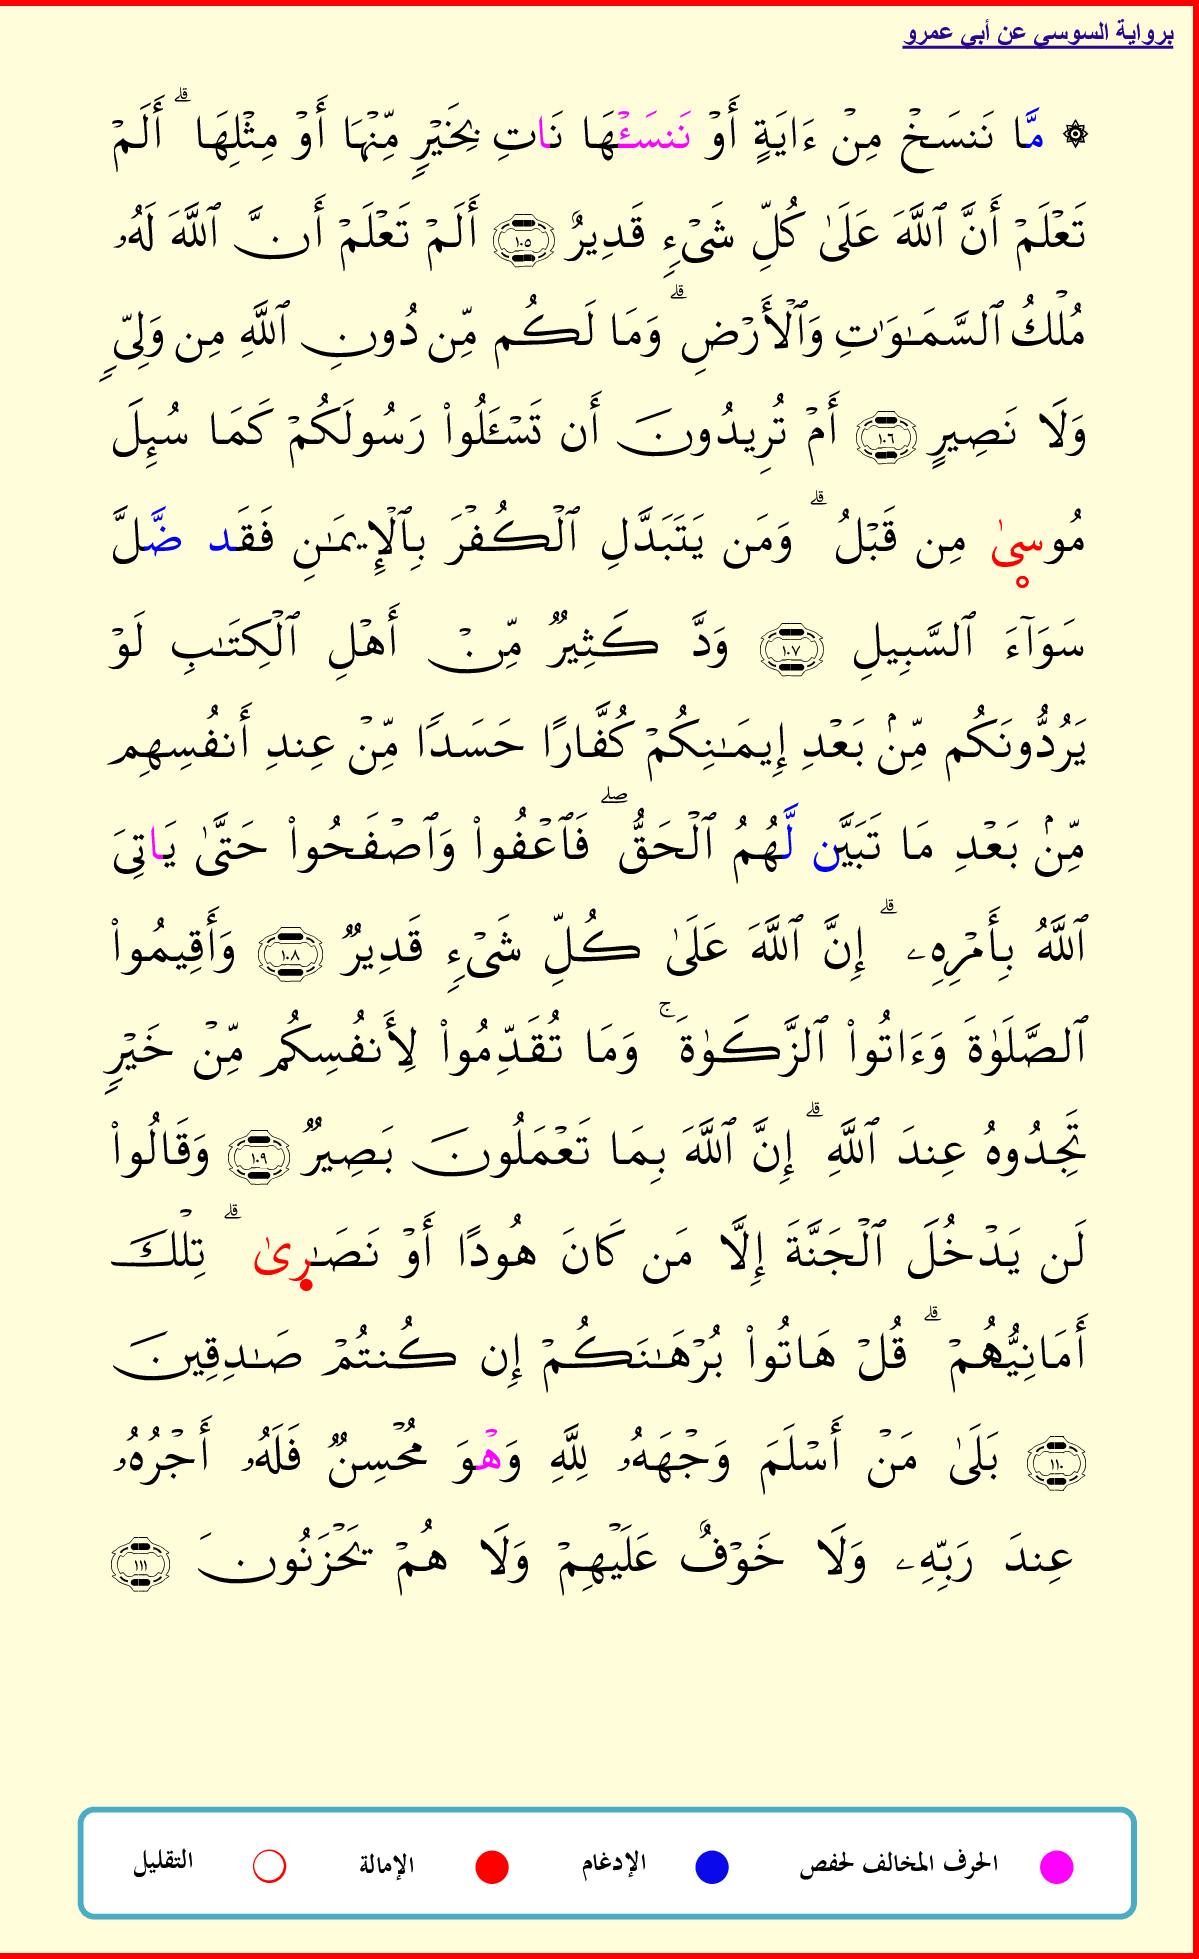 برواية السوسي عن أبي عمرو
۞ مَّا نَنسَخْ مِنْ ءَايَةٍ أَوْ نَنسَـْٔهَا نَاتِ بِخَيْرٍ مِّنْهَا أَوْ مِثْلِهَا ۗ أَلَمْ
تَعْلَمْ أَنَّ ٱللَّهَ عَلَىٰ كُلِّ شَىْءٍ قَدِيرٌ ١٠٥ أَلَمْ تَعْلَمْ أَنَّ ٱللَّهَ لَهُۥ
مُلْكُ ٱلسَّمَـٰوَٰتِ وَٱلْأَرْضِ ۗ وَمَا لَكُم مِّن دُونِ ٱللَّهِ مِن وَلِىٍّ
وَلَا نَصِيرٍ ١٠٦ أَمْ تُرِيدُونَ أَن تَسْـَٔلُوا۟ رَسُولَكُمْ كَمَا سُئِلَ
مُوسىٰ مِن قَبْلُ ۗ وَمَن يَتَبَدَّلِ ٱلْكُفْرَ بِٱلْإِيمَـٰنِ فَقَد ضَّلَّ
سَوَآءَ ٱلسَّبِيلِ ١٠٧ وَدَّ كَثِيرٌ مِّنْ أَهْلِ ٱلْكِتَـٰبِ لَوْ
يَرُدُّونَكُم مِّنۢ بَعْدِ إِيمَـٰنِكُمْ كُفَّارًا حَسَدًا مِّنْ عِندِ أَنفُسِهِم
مِّنۢ بَعْدِ مَا تَبَيَّن لَّهُمُ ٱلْحَقُّ ۖ فَٱعْفُوا۟ وَٱصْفَحُوا۟ حَتَّىٰ يَاتِىَ
ٱللَّهُ بِأَمْرِهِۦ ۗ إِنَّ ٱللَّهَ عَلَىٰ كُلِّ شَىْءٍ قَدِيرٌ ١٠٨ وَأَقِيمُوا۟
ٱلصَّلَوٰةَ وَءَاتُوا۟ ٱلزَّكَوٰةَ ۚ وَمَا تُقَدِّمُوا۟ لِأَنفُسِكُم مِّنْ خَيْرٍ
تَجِدُوهُ عِندَ ٱللَّهِ ۗ إِنَّ ٱللَّهَ بِمَا تَعْمَلُونَ بَصِيرٌ ١٠٩ وَقَالُوا۟
لَن يَدْخُلَ ٱلْجَنَّةَ إِلَّا مَن كَانَ هُودًا أَوْ نَصَـٰرِىٰ ۗ تِلْكَ
أَمَانِيُّهُمْ ۗ قُلْ هَاتُوا۟ بُرْهَـٰنَكُمْ إِن كُنتُمْ صَـٰدِقِينَ
١١٠ بَلَىٰ مَنْ أَسْلَمَ وَجْهَهُۥ لِلَّهِ وَهْوَ مُحْسِنٌ فَلَهُۥ أَجْرُهُۥ
عِندَ رَبِّهِۦ وَلَا خَوْفٌ عَلَيْهِمْ وَلَا هُمْ يَحْزَنُونَ ١١١
الحرف المخالف لحفص الإدغام الإمالة التقليل